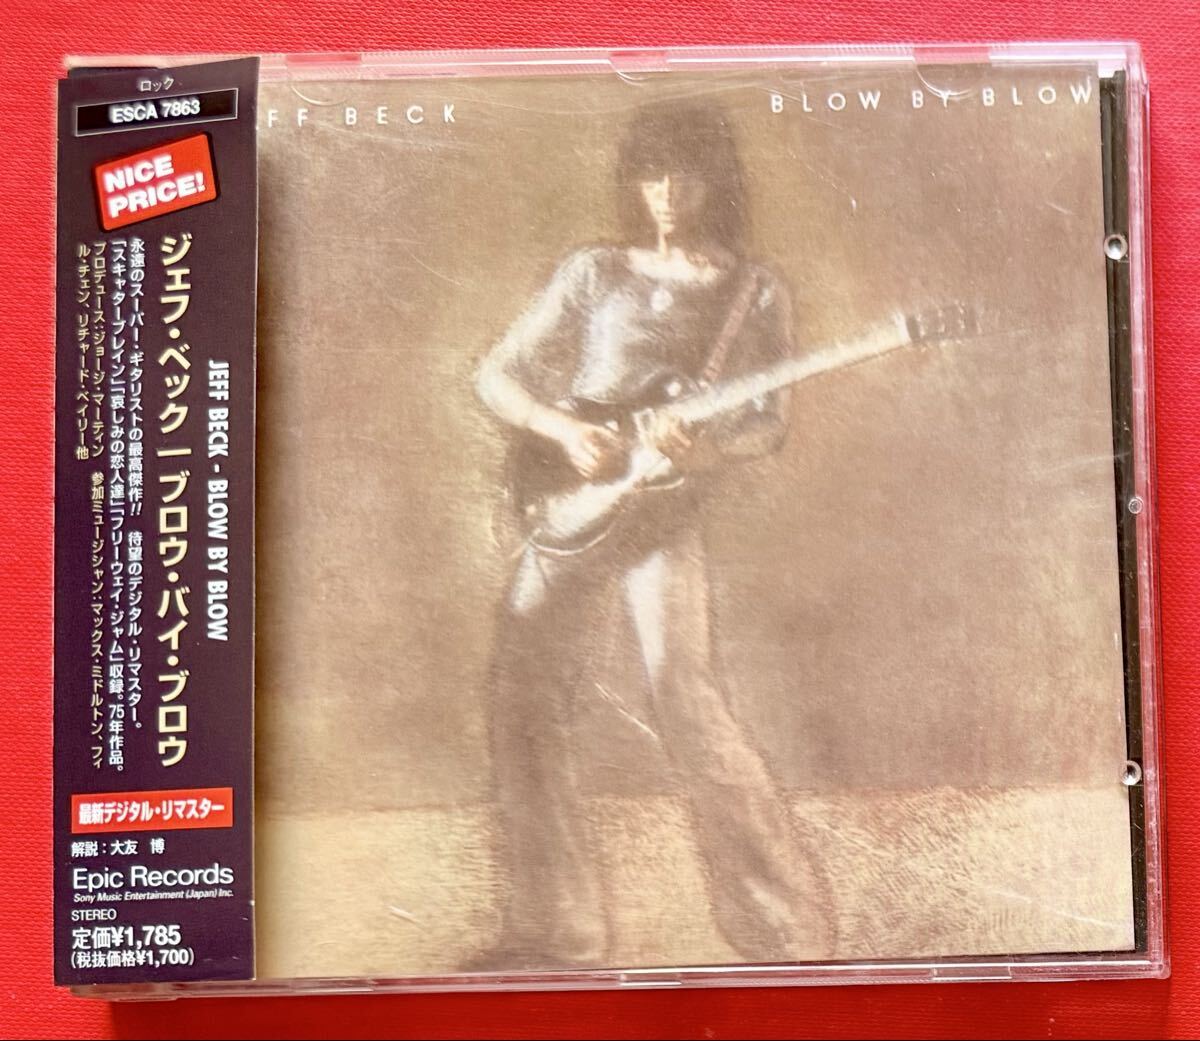 ロック
ESCA 7863
NICE
PRICE!
ジェフ・ベック|ブロウ・バイ・ブロウ
JEFF BECK - BLOW BY BLOW
永遠のスーパー・ギタリストの最高傑作!! 待望のデジタル・リマスター。
「スキャターブレイン」「哀しみの恋人達」「フリーウェイ・ジャム」収録。75年作品。
プロデュース:ジョージ・マーティン 参加ミュージシャン:マックス・ミドルトン、フィ
ル・チェン、リチャード・ベイリー他
最新デジタル・リマスター
解説:大友 博
Epic Records
Sony Music Entertainment (Japan) Inc.
STEREO
定価¥1,785
(税抜価格¥1,700)
FF BECK
BLOW BY BLOW